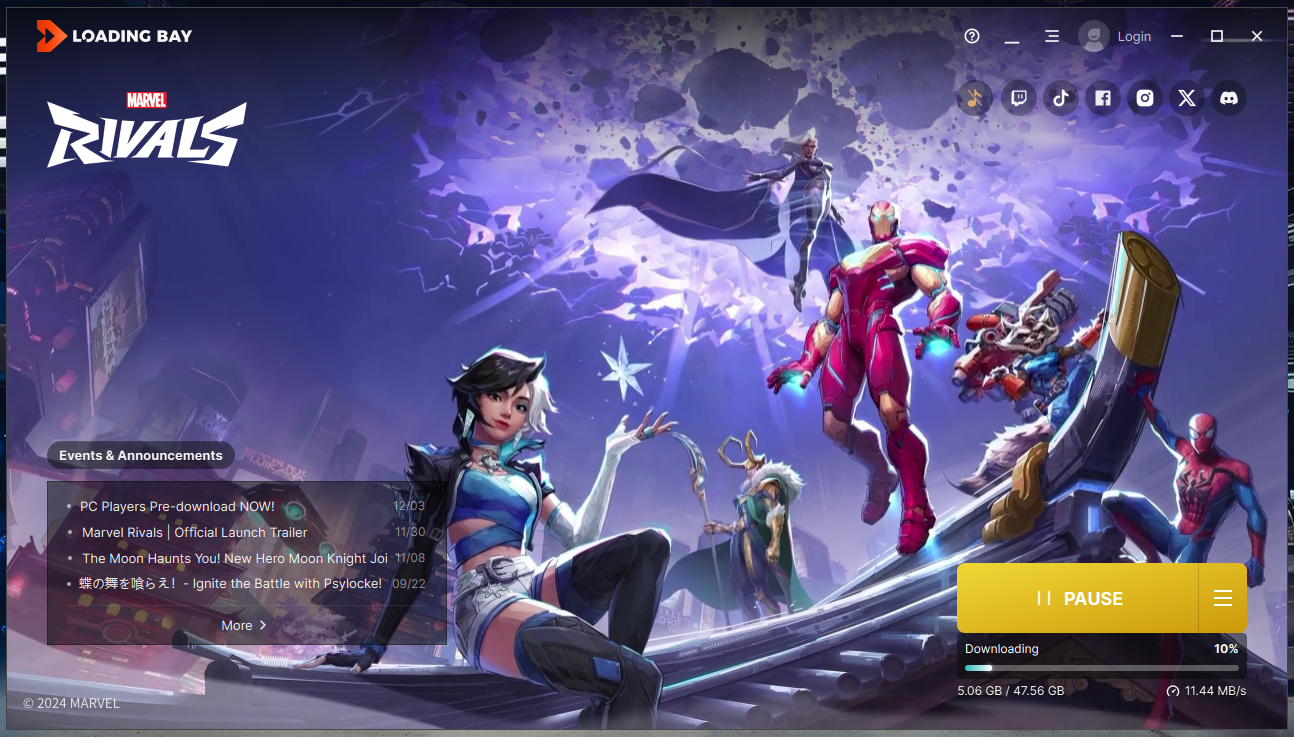 LOADING BAY
Login
MARVEL
RIVALS
Events & Announcements
PC Players Pre-download NOW! 12/03
Marvel Rivals | Official Launch Trailer 11/30
The Moon Haunts You! New Hero Moon Knight Joi 11/08
蝶の舞を喰らえ! - Ignite the Battle with Psylocke! 09/22
More
PAUSE
Downloading 10%
5.06 GB / 47.56 GB 11.44 MB/s
© 2024 MARVEL